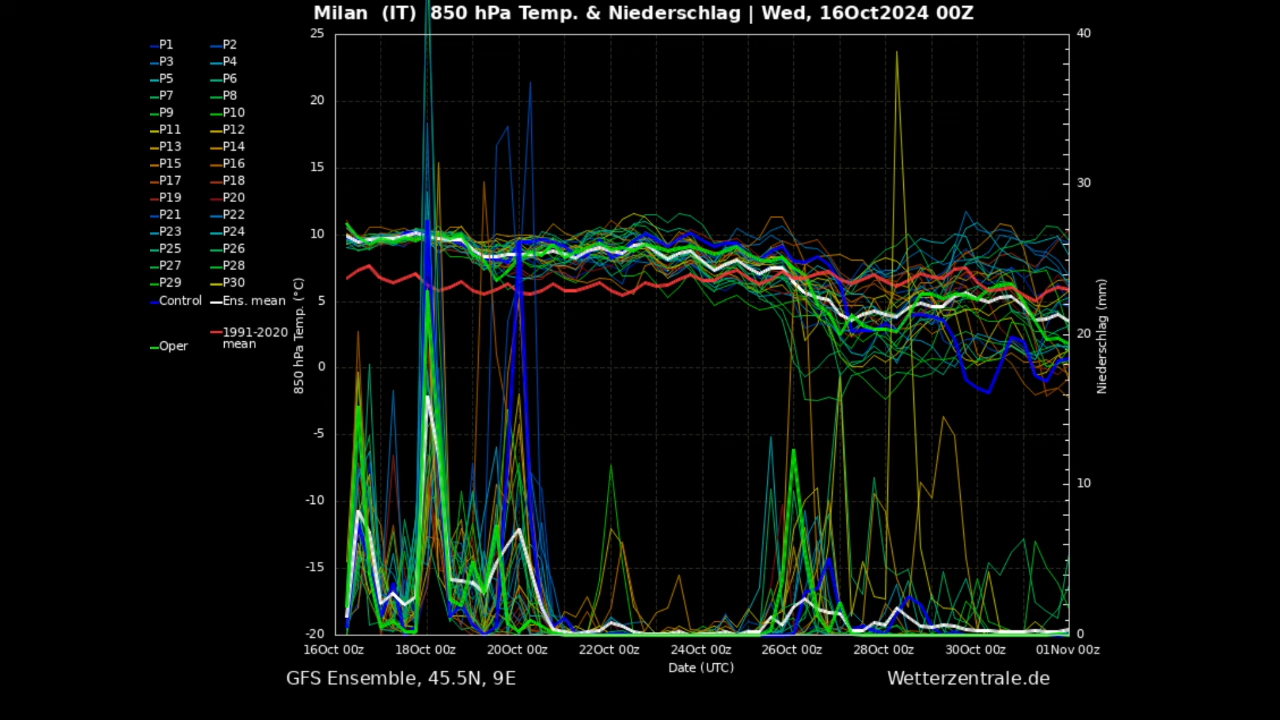 Milan (IT) 850 hPa Temp. & Niederschlag | Wed, 16Oct2024 00Z
P1 P2
P3 P4
P5 P6
P7 P8
P9 P10
P11 P12
P13 P14
P15 P16
P17 P18
P19 P20
P21 P22
P23 P24
P25 P26
P27 P28
P29 P30
Control Ens. mean
1991-2020
mean
Oper
850 hPa Temp. (°C)
25
20
15
10
5
0
-5
-10
-15
-20
40
30
20
10
0
Niederschlag (mm)
16Oct 00z 18Oct 00z 20Oct 00z 22Oct 00z 24Oct 00z 26Oct 00z 28Oct 00z 30Oct 00z 01Nov 00z
Date (UTC)
GFS Ensemble, 45.5N, 9E
Wetterzentrale.de